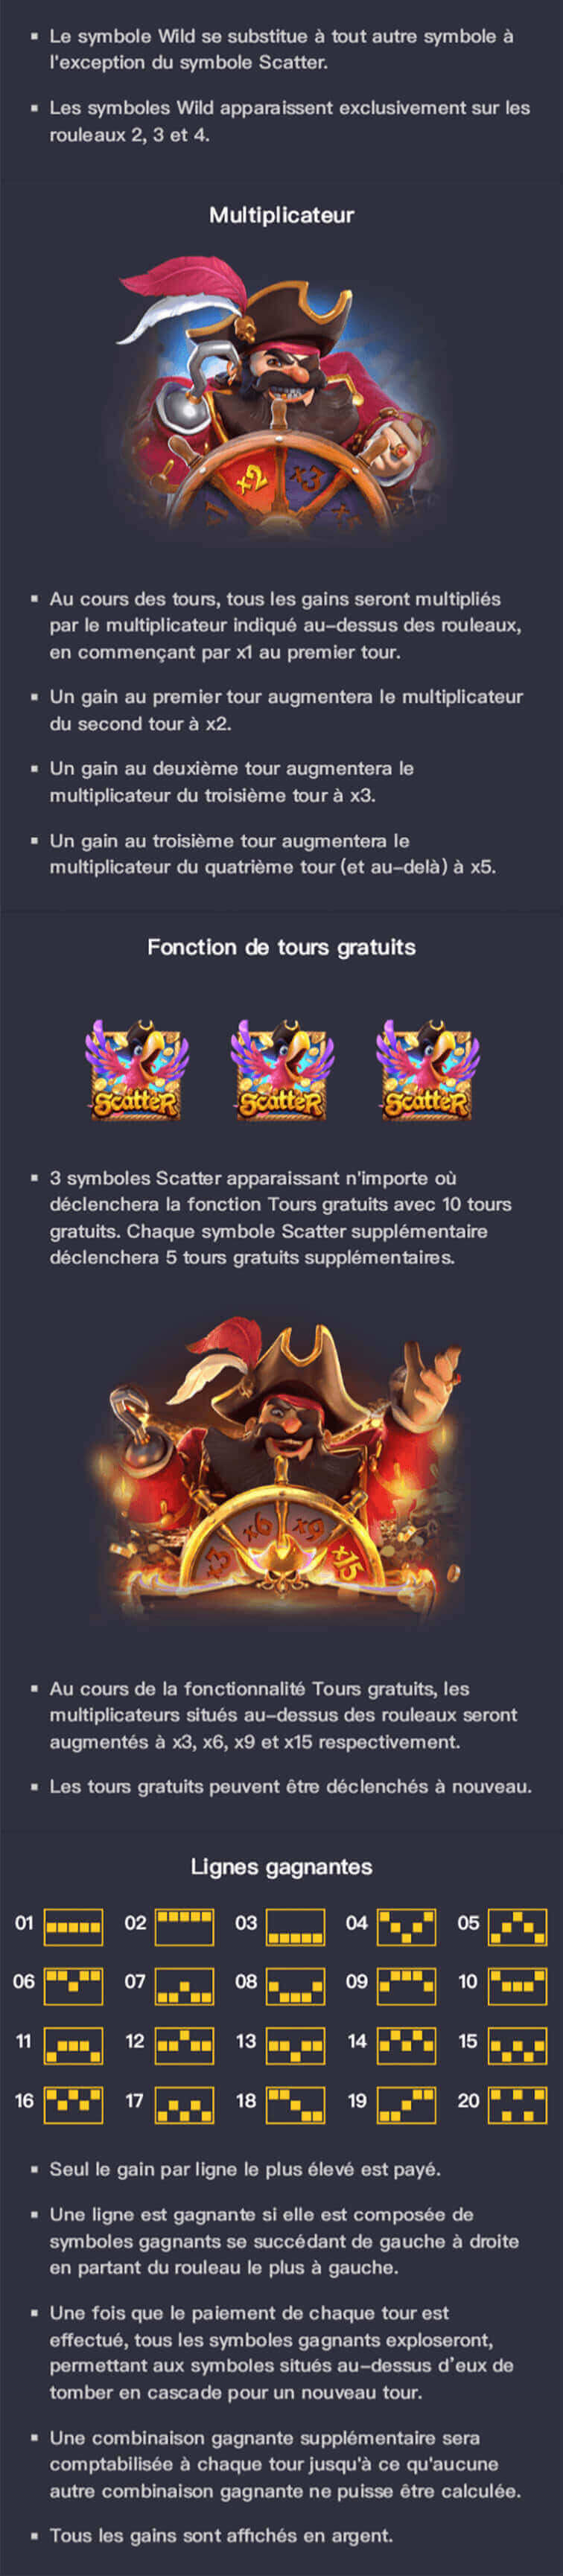 Le symbole Wild se substitue à tout autre symbole à
l'exception du symbole Scatter.
Les symboles Wild apparaissent exclusivement sur les
rouleaux 2, 3 et 4.
Multiplicateur
x2
x3
Au cours des tours, tous les gains seront multipliés
par le multiplicateur indiqué au-dessus des rouleaux,
en commençant par x1 au premier tour.
Un gain au premier tour augmentera le multiplicateur
du second tour à x2.
Un gain au deuxième tour augmentera le
multiplicateur du troisième tour à x3.
Un gain au troisième tour augmentera le
multiplicateur du quatrième tour (et au-delà) à x5.
Fonction de tours gratuits
Scatter Scatter Scatter
3 symboles Scatter apparaissant n'importe où
déclenchera la fonction Tours gratuits avec 10 tours
gratuits. Chaque symbole Scatter supplémentaire
déclenchera 5 tours gratuits supplémentaires.
x3 x6 x9 x15
Au cours de la fonctionnalité Tours gratuits, les
multiplicateurs situés au-dessus des rouleaux seront
augmentés à x3, x6, x9 et x15 respectivement.
Les tours gratuits peuvent être déclenchés à nouveau.
Lignes gagnantes
01 02 03 04 05
06 07 08 09 10
11 12 13 14 15
16 17 18 19 20
Seul le gain par ligne le plus élevé est payé.
Une ligne est gagnante si elle est composée de
symboles gagnants se succédant de gauche à droite
en partant du rouleau le plus à gauche.
Une fois que le paiement de chaque tour est
effectué, tous les symboles gagnants exploseront,
permettant aux symboles situés au-dessus d'eux de
tomber en cascade pour un nouveau tour.
Une combinaison gagnante supplémentaire sera
comptabilisée à chaque tour jusqu'à ce qu'aucune
autre combinaison gagnante ne puisse être calculée.
Tous les gains sont affichés en argent.